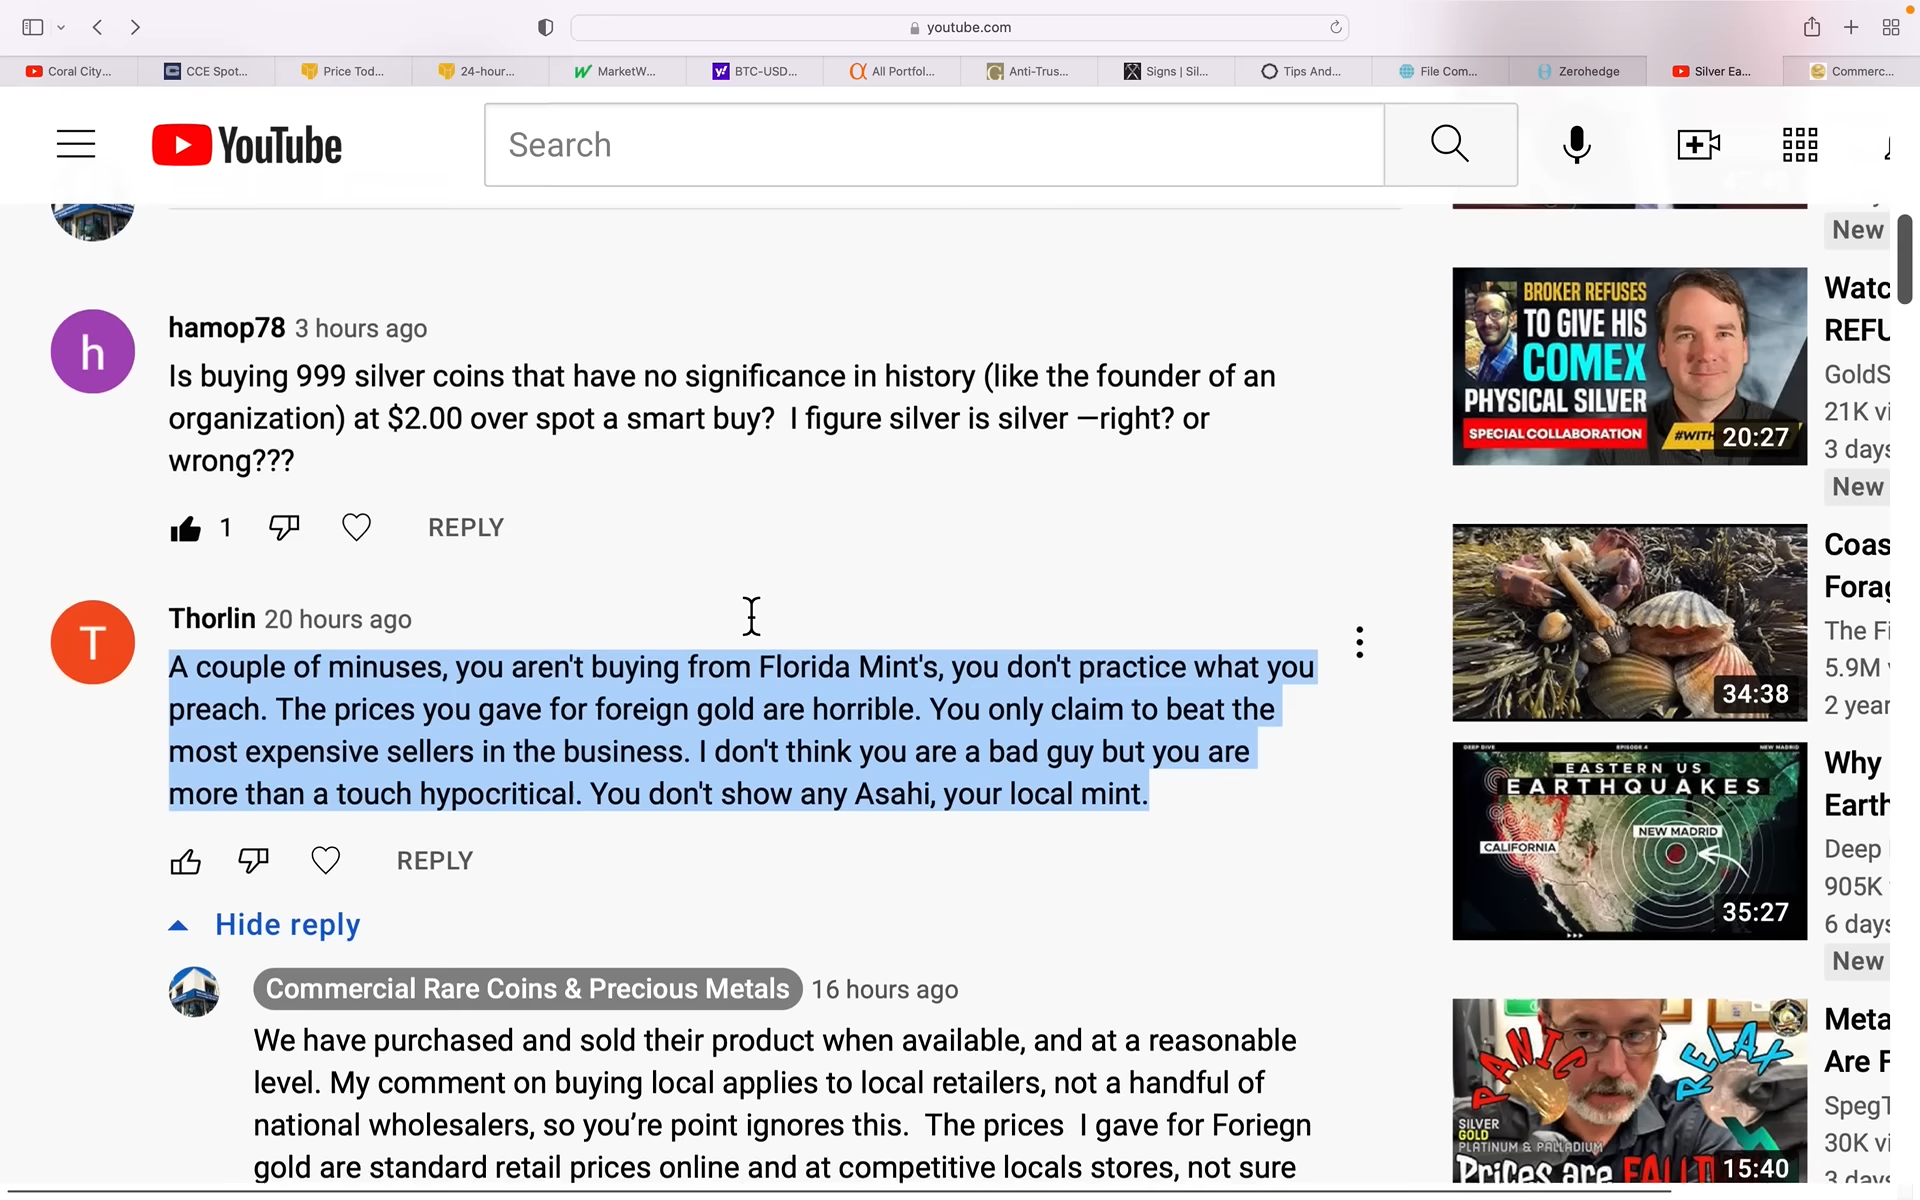 youtube.com
Coral City...
CCE Spot...
Price Tod...
24-hour...
MarketW...
BTC-USD...
All Portfol...
Anti-Trus...
Signs | Sil...
Tips And...
File Com...
Zerohedge
Silver Ea...
Commerc...
YouTube
Search
hamop78 3 hours ago
Is buying 999 silver coins that have no significance in history (like the founder of an
organization) at $2.00 over spot a smart buy?  I figure silver is silver —right? or
wrong???
1
REPLY
Thorlin 20 hours ago
A couple of minuses, you aren't buying from Florida Mint's, you don't practice what you
preach. The prices you gave for foreign gold are horrible. You only claim to beat the
most expensive sellers in the business. I don't think you are a bad guy but you are
more than a touch hypocritical. You don't show any Asahi, your local mint.
REPLY
Hide reply
Commercial Rare Coins & Precious Metals 16 hours ago
We have purchased and sold their product when available, and at a reasonable
level. My comment on buying local applies to local retailers, not a handful of
national wholesalers, so you’re point ignores this.  The prices  I gave for Foriegn
gold are standard retail prices online and at competitive locals stores, not sure
New
BROKER REFUSES
TO GIVE HIS
COMEX
PHYSICAL SILVER
SPECIAL COLLABORATION
#WITH
20:27
Watc
REFU
GoldS
21K vi
3 days
New
34:38
Coas
Forag
The Fi
5.9M
2 year
DEEP DIVE
EPISODE 4
NEW MADRID
EASTERN US
EARTHQUAKES
NEW MADRID
CALIFORNIA
35:27
Why
Earth
Deep
905K
6 days
New
PANIC
RELAX
SILVER
GOLD
PLATINUM & PALLADIUM
Prices are FALL
15:40
Meta
Are F
SpegT
30K vi
3 days